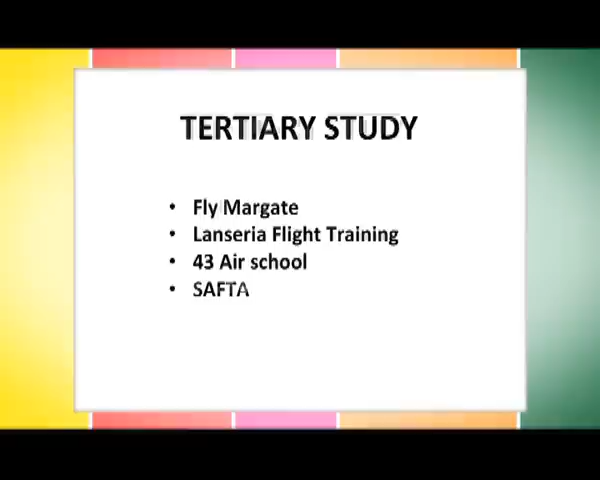 TERTIARY STUDY
• Fly Margate
• Lanseria Flight Training
• 43 Air school
• SAFTA